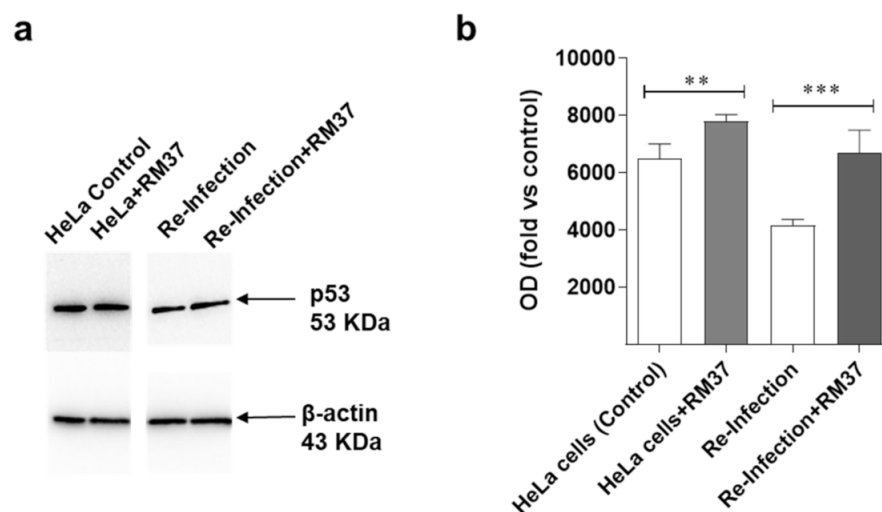 a
HeLa Control
HeLa+RM37
Re-Infection
Re-Infection+RM37
p53
53 KDa
β-actin
43 KDa
b
OD (fold vs control)
10000
8000
6000
4000
2000
**
***
HeLa cells (Control)
HeLa cells+RM37
Re-Infection
Re-Infection+RM37